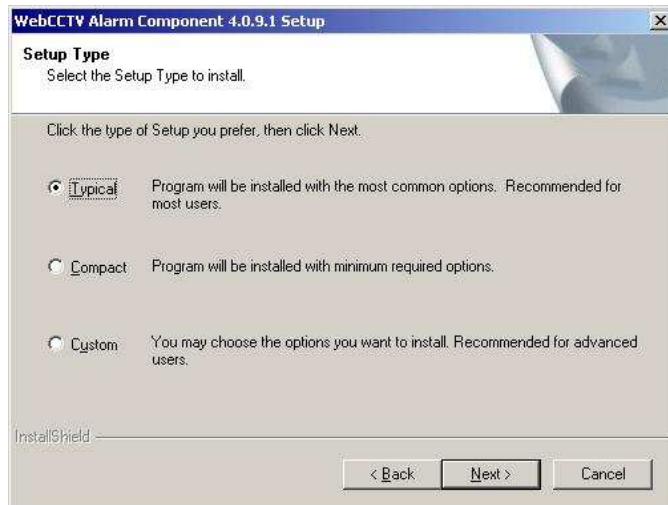 WebCCTV Alarm Component 4.0.9.1 Setup
Setup Type
Select the Setup Type to install.
Click the type of Setup you prefer, then click Next.
Typical
Program will be installed with the most common options. Recommended for
most users.
Compact
Program will be installed with minimum required options.
Custom
You may choose the options you want to install. Recommended for advanced
users.
InstallShield
< Back
Next >
Cancel